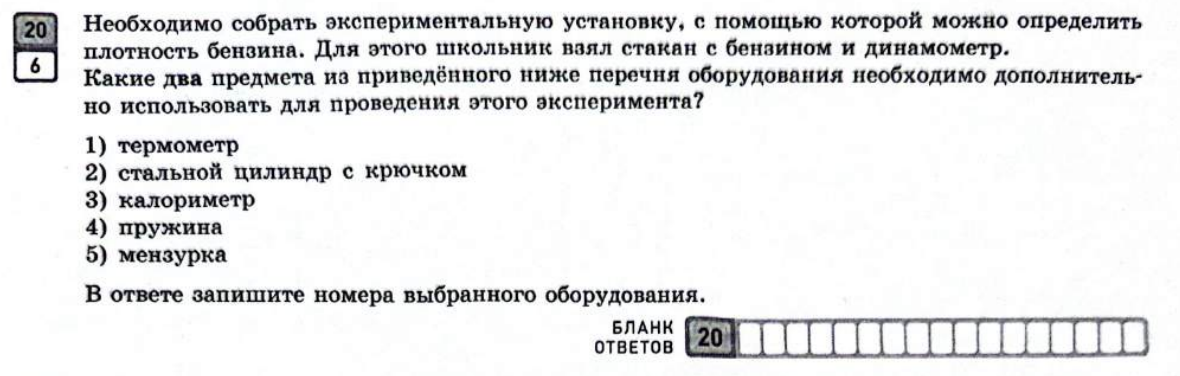 20
6
Необходимо собрать экспериментальную установку, с помощью которой можно определить
плотность бензина. Для этого школьник взял стакан с бензином и динамометр.
Какие два предмета из приведённого ниже перечня оборудования необходимо дополнитель-
но использовать для проведения этого эксперимента?
1) термометр
2) стальной цилиндр с крючком
3) калориметр
4) пружина
5) мензурка
В ответе запишите номера выбранного оборудования.
БЛАНК
ОТВЕТОВ
20